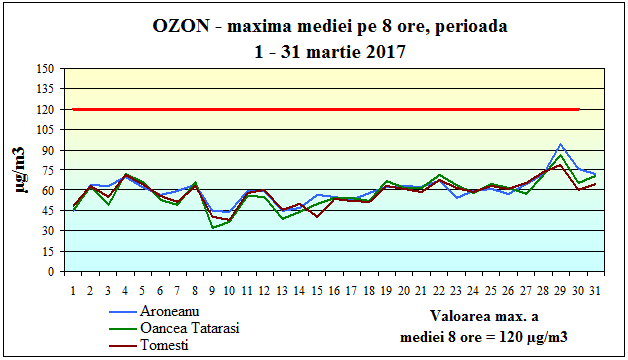 OZON - maxima mediei pe 8 ore, perioada
1 - 31 martie 2017
µg/m3
150
135
120
105
90
75
60
45
30
15
0
1 2 3 4 5 6 7 8 9 10 11 12 13 14 15 16 17 18 19 20 21 22 23 24 25 26 27 28 29 30 31
Aroneanu
Oancea Tatarasi
Tomesti
Valoarea max. a
mediei 8 ore = 120 µg/m3